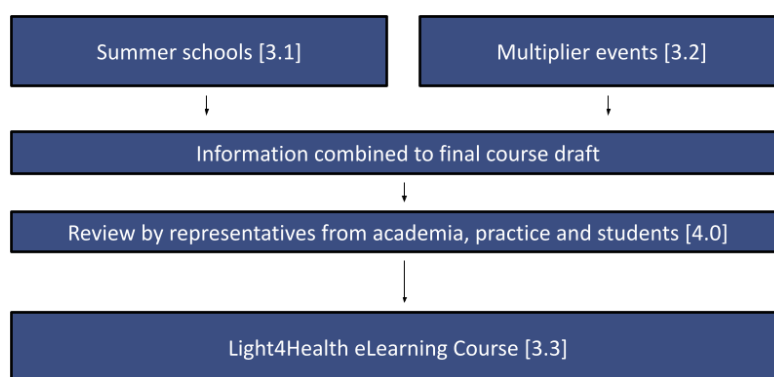 Summer schools [3.1]
Multiplier events [3.2]
Information combined to final course draft
Review by representatives from academia, practice and students [4.0]
Light4Health eLearning Course [3.3]